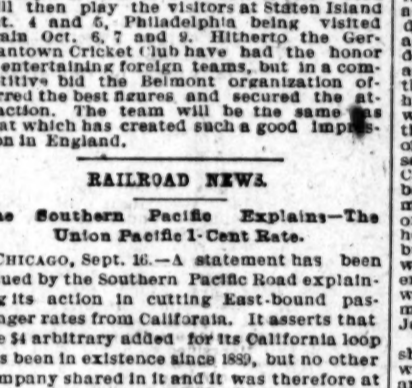 ll then play the visitors at Staten Island
t. 4 and 5, Philadelphia being visited
ain Oct. 6, 7 and 9. Hitherto the Ger-
antown Cricket Club have had the honor
entertaining foreign teams, but in a com-
titive bid the Belmont organization of-
rred the best figures and secured the at-
action. The team will be the same as
at which has created such a good impres-
on in England.
RAILROAD NEWS.
e Southern Pacific Explains—The
Union Pacific 1-Cent Rate.
CHICAGO, Sept. 16.—A statement has been
ued by the Southern Pacific Road explain-
g its action in cutting East-bound pas-
nger rates from California. It asserts that
e $4 arbitrary added for its California loop
s been in existence since 1889, but no other
mpany shared in it and it was therefore at